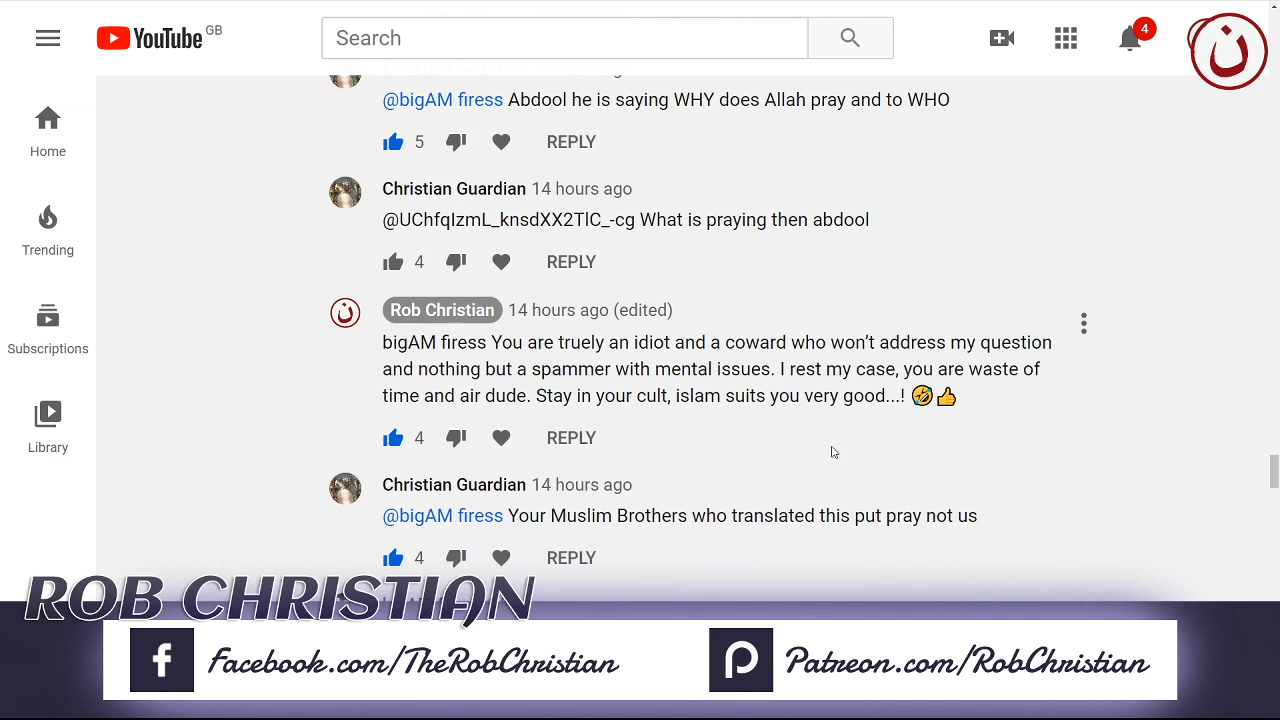 YouTube GB
Search
4
ن
@bigAM firess Abdool he is saying WHY does Allah pray and to WHO
5 REPLY
Home
Christian Guardian 14 hours ago
@UChfqIzmL_knsdXX2TlC_-cg What is praying then abdool
Trending
4 REPLY
ن
Rob Christian 14 hours ago (edited)
bigAM firess You are truely an idiot and a coward who won't address my question
Subscriptions
and nothing but a spammer with mental issues. I rest my case, you are waste of
time and air dude. Stay in your cult, islam suits you very good...! 🤣👍
Library
4 REPLY
Christian Guardian 14 hours ago
@bigAM firess Your Muslim Brothers who translated this put pray not us
4 REPLY
ROB CHRISTIAN
Facebook.com/TheRobChristian
Patreon.com/RobChristian